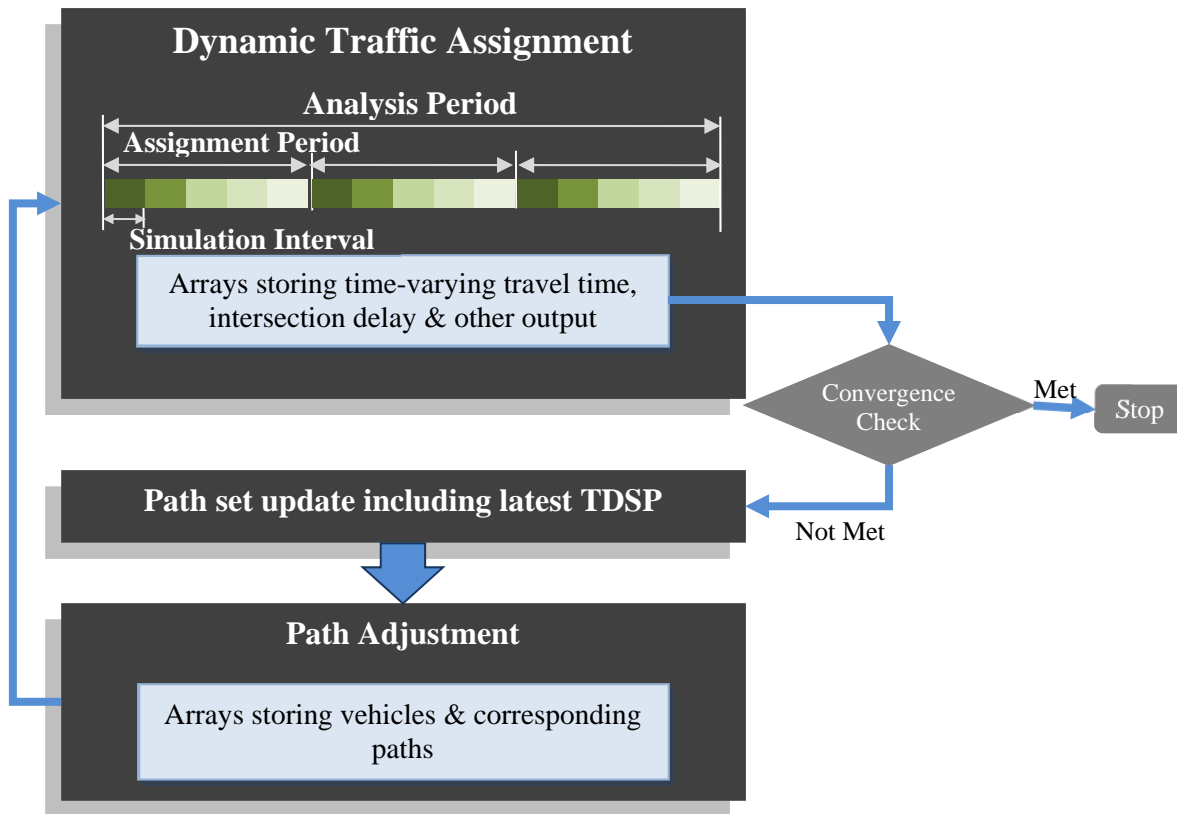 Dynamic Traffic Assignment
Analysis Period
Assignment Period
Simulation Interval
Arrays storing time-varying travel time,
intersection delay & other output
Convergence
Check
Met
Stop
Path set update including latest TDSP
Not Met
Path Adjustment
Arrays storing vehicles & corresponding
paths